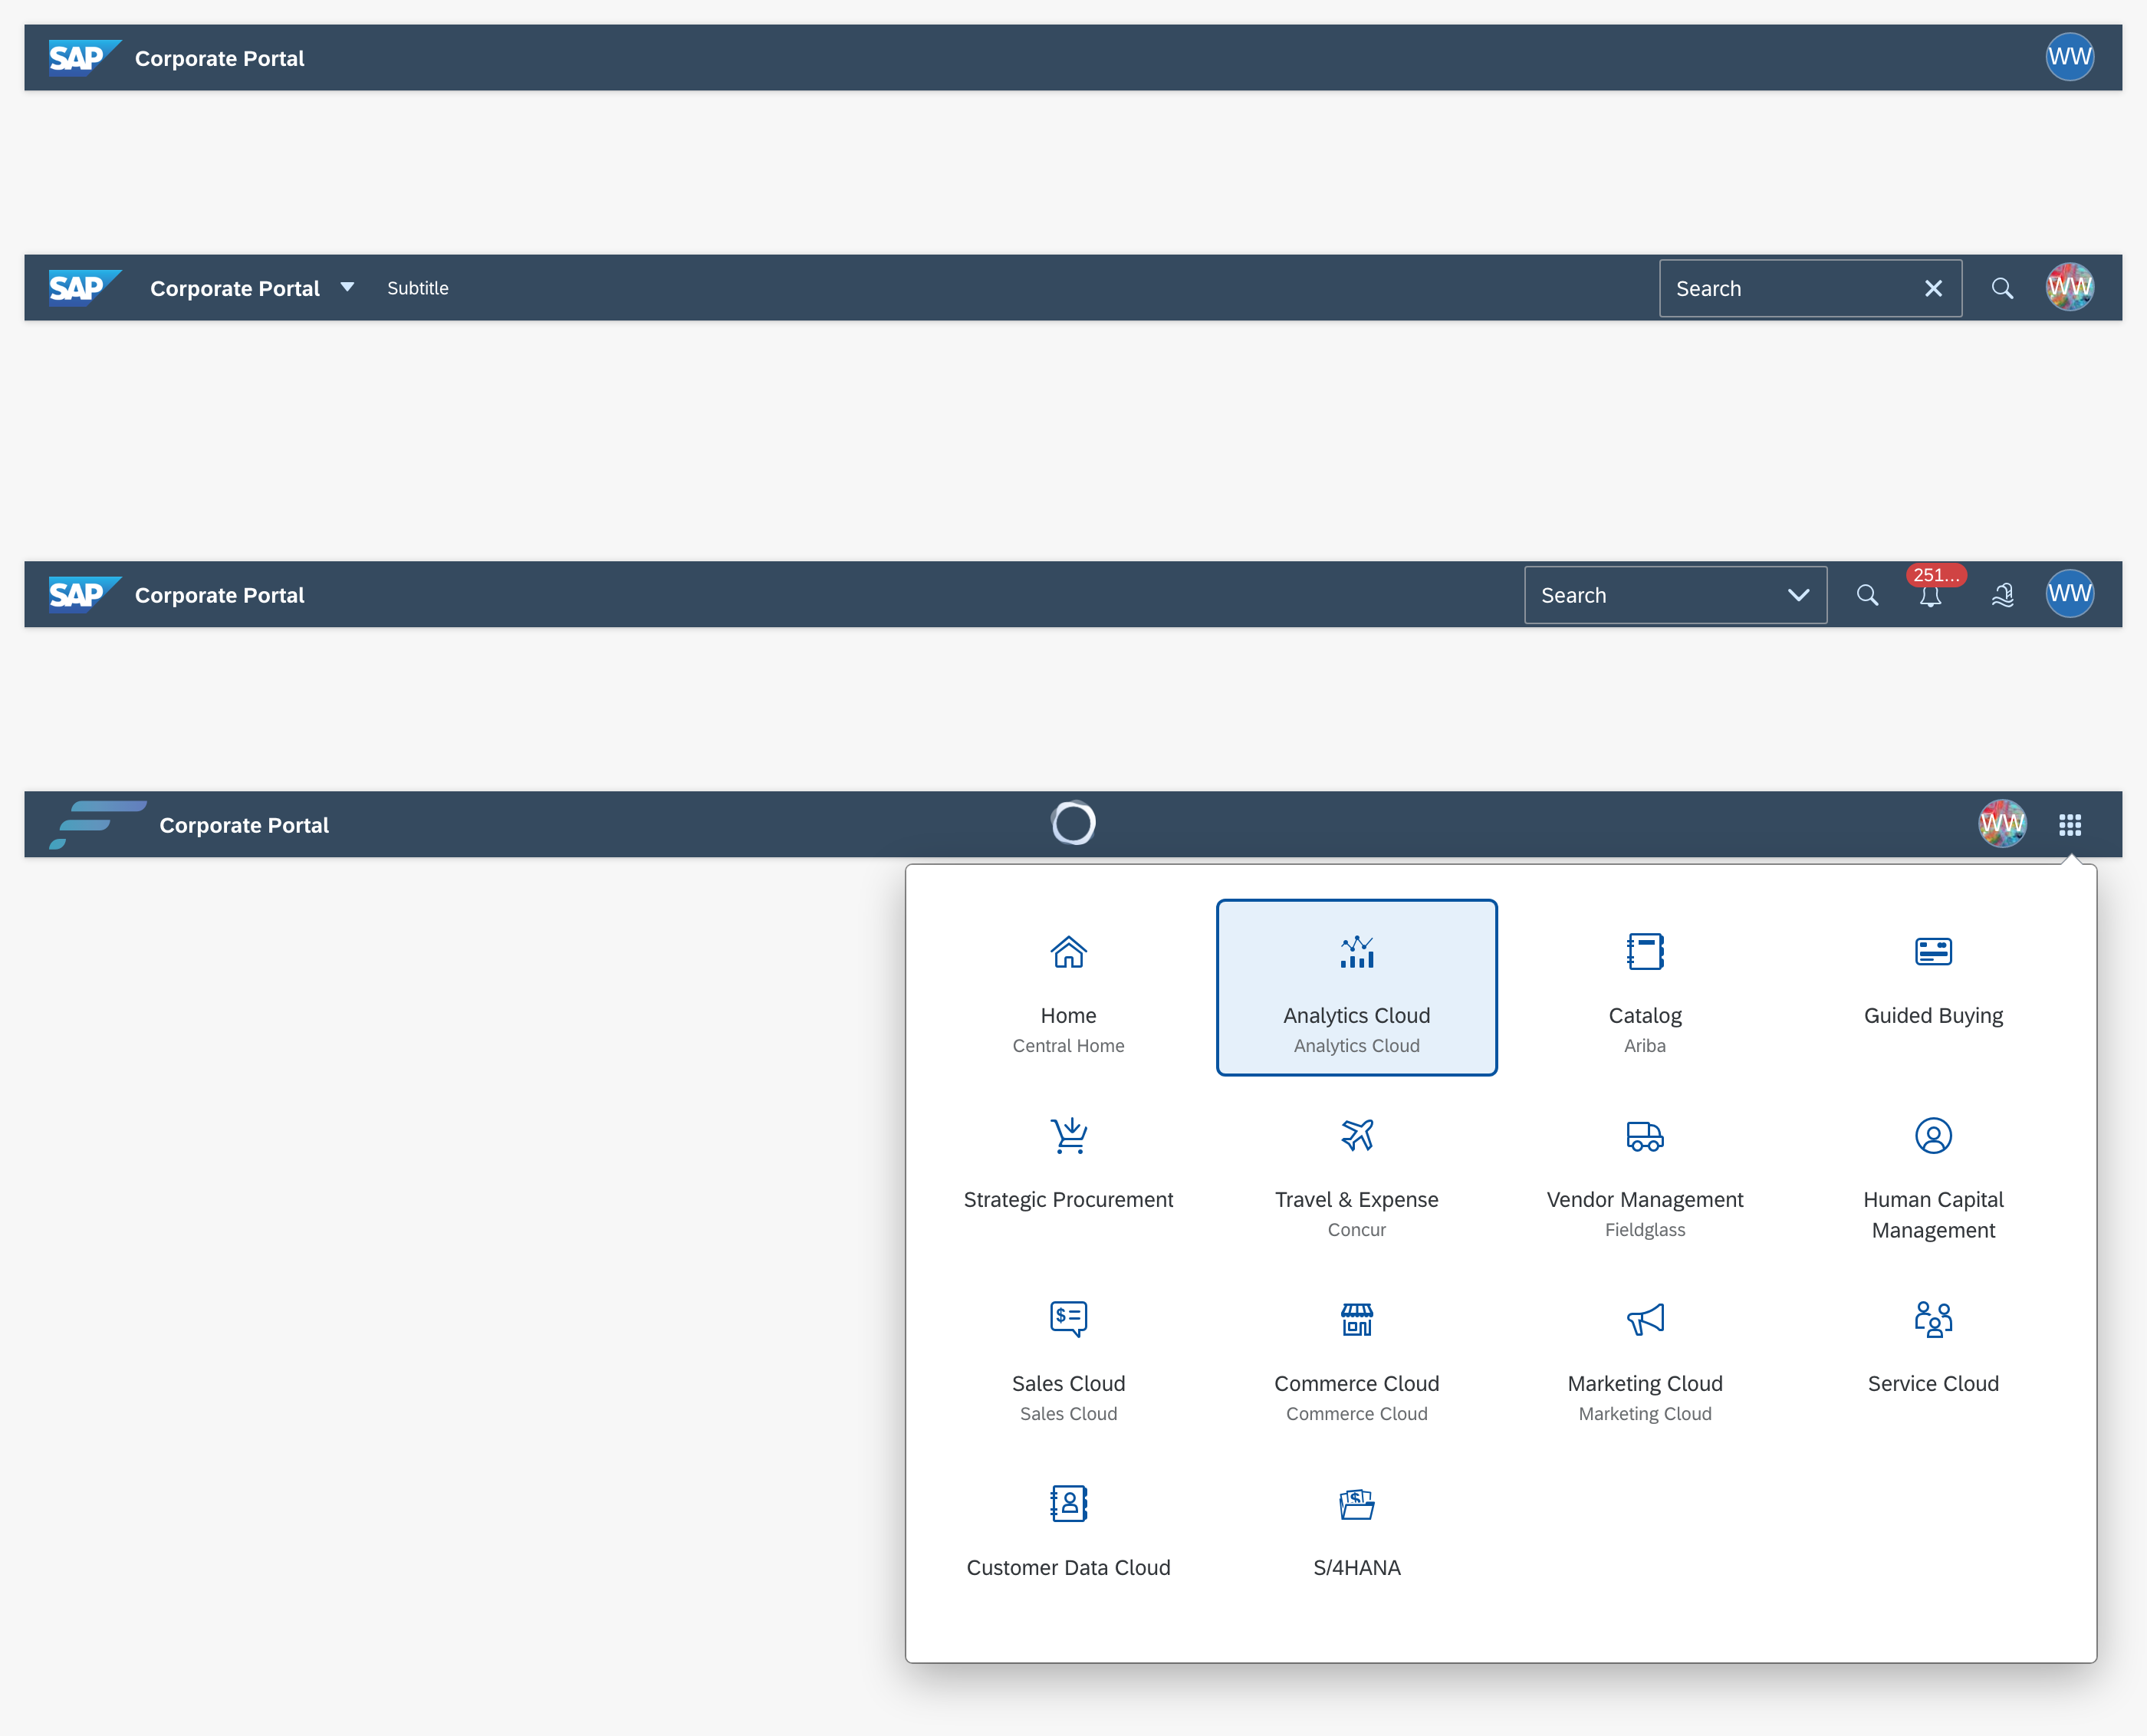 SAP Corporate Portal WW
SAP Corporate Portal Subtitle Search WW
251...
SAP Corporate Portal Search WW
Corporate Portal WW
Home Analytics Cloud Catalog Guided Buying
Central Home Analytics Cloud Ariba
Strategic Procurement Travel & Expense Vendor Management Human Capital
Concur Fieldglass Management
$ 
Sales Cloud Commerce Cloud Marketing Cloud Service Cloud
Sales Cloud Commerce Cloud Marketing Cloud
$
Customer Data Cloud S/4HANA